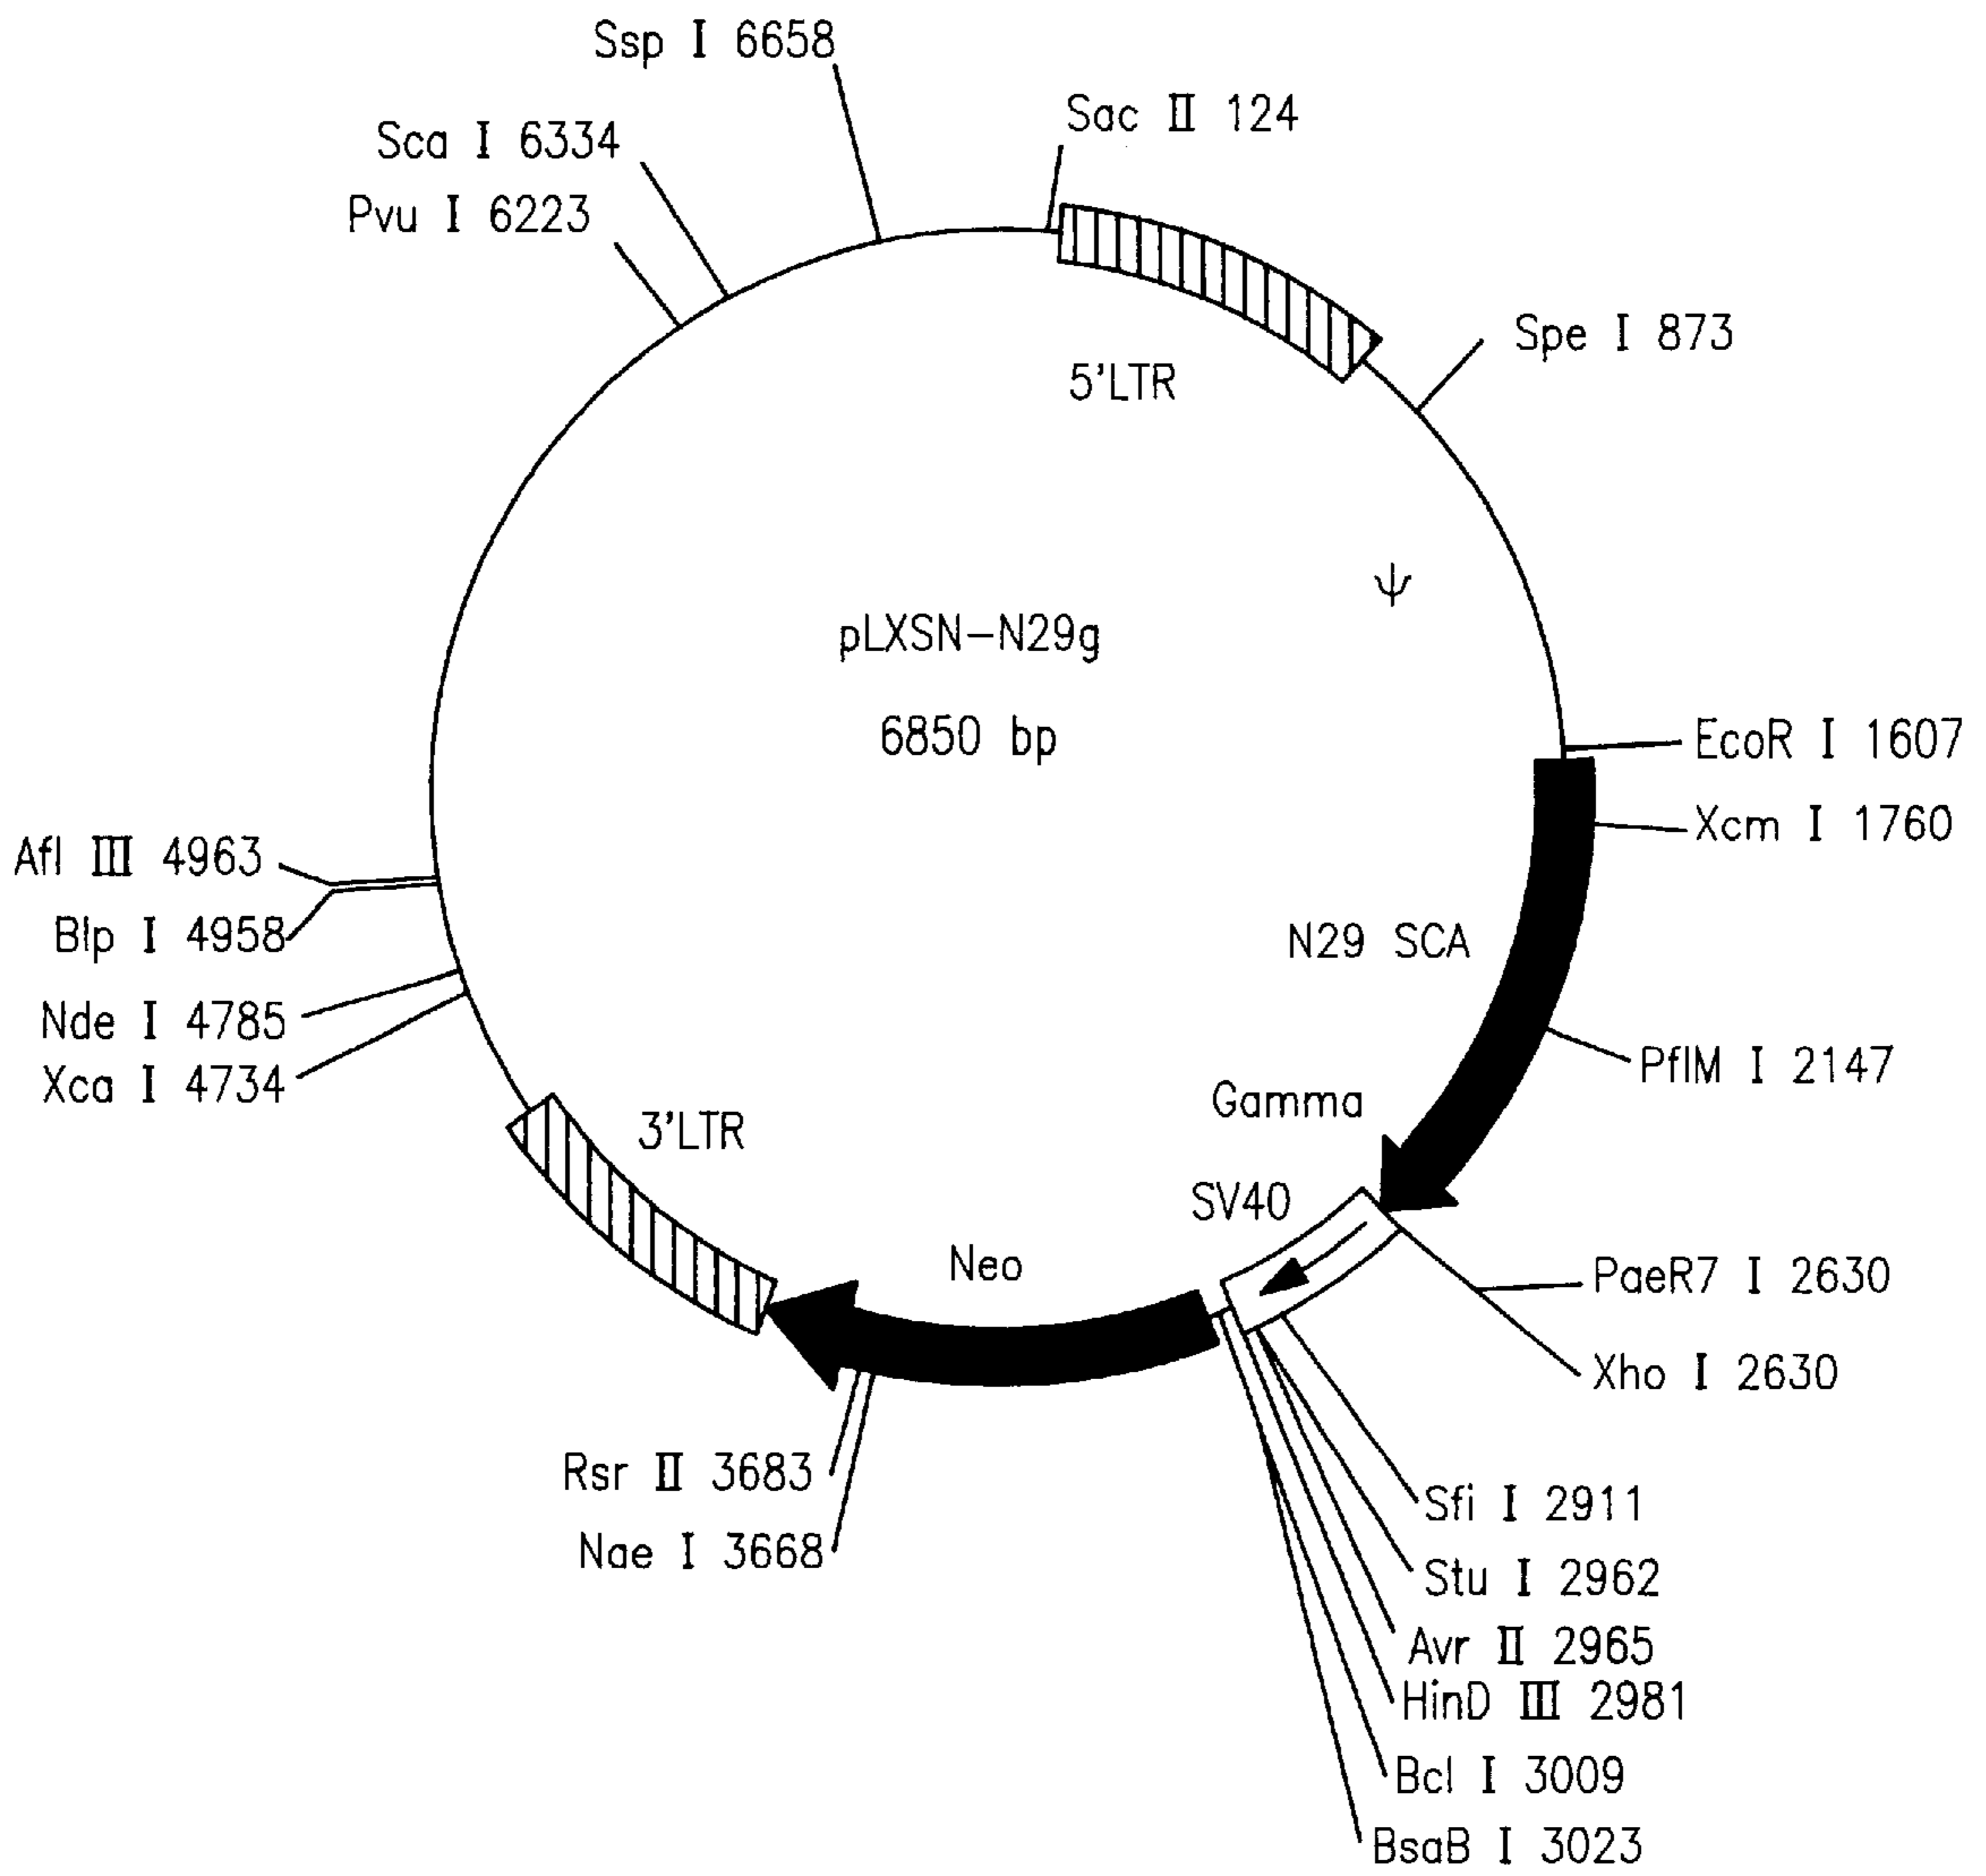 Ssp I 6658
Sac II 124
Sca I 6334
Pvu I 6223
Spe I 873
5'LTR
ψ
pLXSN-N29g
6850 bp
EcoR I 1607
Xcm I 1760
Afl III 4963
Blp I 4958
N29 SCA
Nde I 4785
Xca I 4734
PflM I 2147
Gamma
3'LTR
SV40
Neo
PaeR7 I 2630
Xho I 2630
Rsr II 3683
Nae I 3668
Sfi I 2911
Stu I 2962
Avr II 2965
HinD III 2981
Bcl I 3009
BsaB I 3023